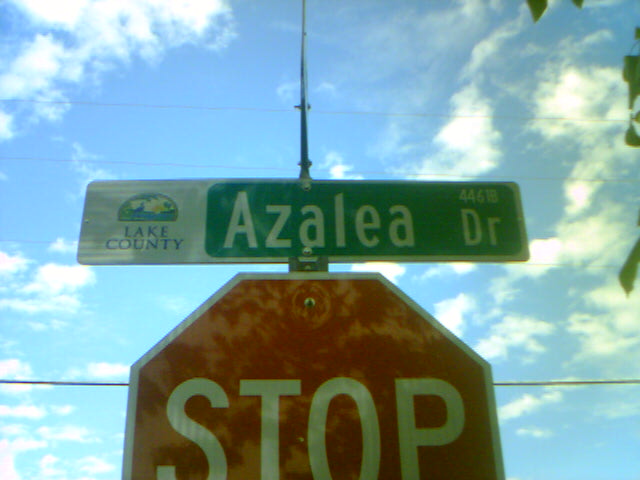 LAKE
COUNTY
4461B
Azalea Dr
STOP